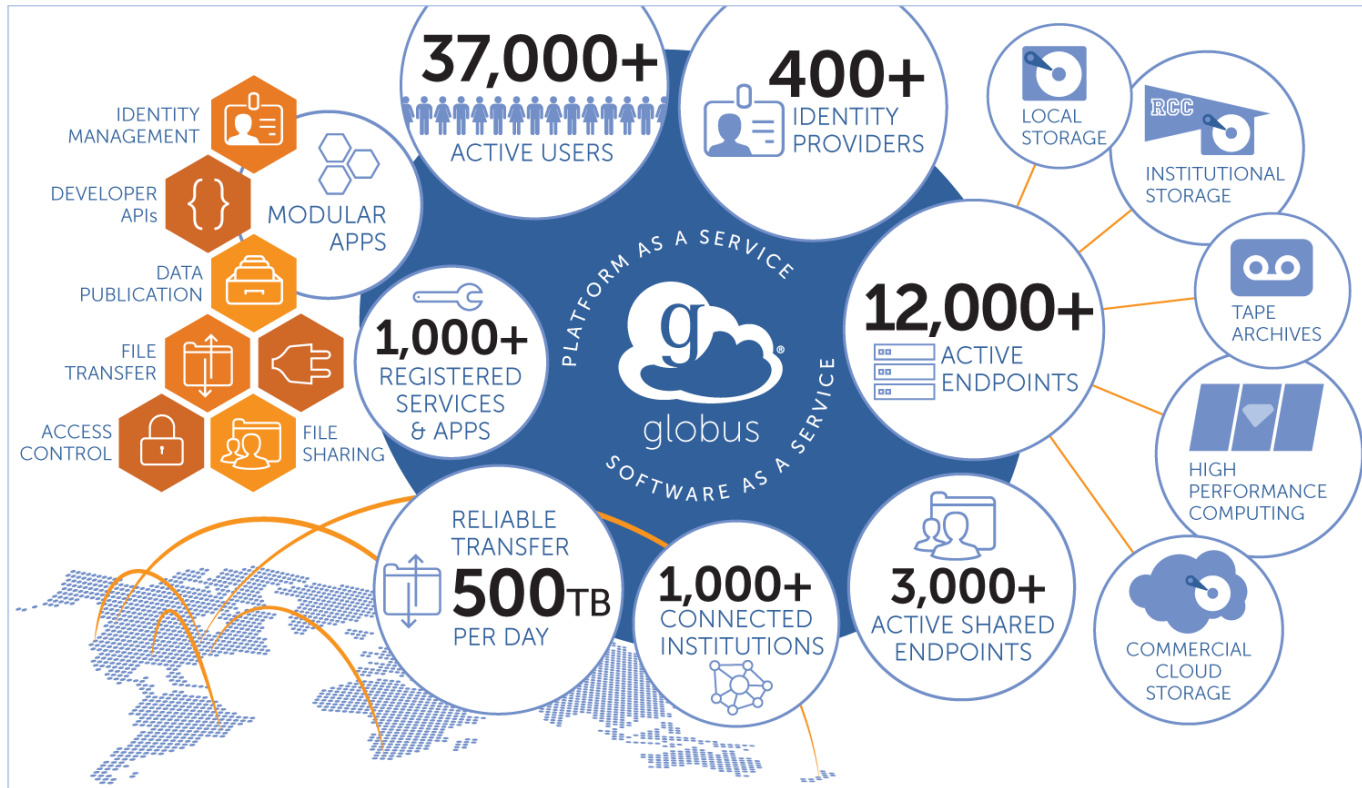 IDENTITY
MANAGEMENT
DEVELOPER
APIs
DATA
PUBLICATION
FILE
TRANSFER
ACCESS
CONTROL
FILE
SHARING
MODULAR
APPS
37,000+
ACTIVE USERS
400+
IDENTITY
PROVIDERS
1,000+
REGISTERED
SERVICES
& APPS
PLATFORM AS A SERVICE
g
®
globus
SOFTWARE AS A SERVICE
12,000+
ACTIVE
ENDPOINTS
LOCAL
STORAGE
RCC
INSTITUTIONAL
STORAGE
TAPE
ARCHIVES
HIGH
PERFORMANCE
COMPUTING
COMMERCIAL
CLOUD
STORAGE
RELIABLE
TRANSFER
500TB
PER DAY
1,000+
CONNECTED
INSTITUTIONS
3,000+
ACTIVE SHARED
ENDPOINTS